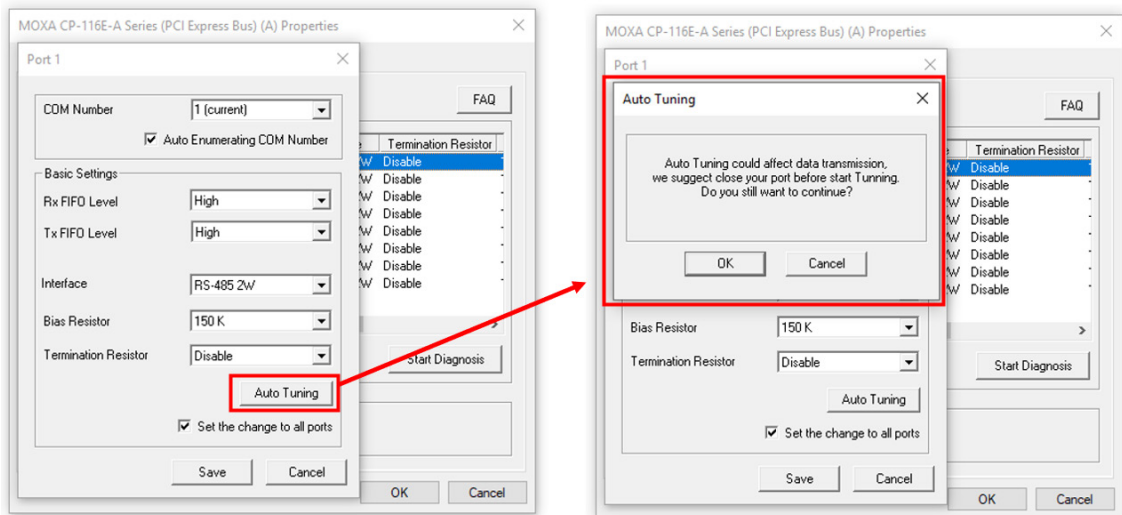 MOXA CP-116E-A Series (PCI Express Bus) (A) Properties
Port 1
COM Number
1 (current)
Auto Enumerating COM Number
Basic Settings
Rx FIFO Level
High
Tx FIFO Level
High
Interface
RS-485 2W
Bias Resistor
150 K
Termination Resistor
Disable
Auto Tuning
Set the change to all ports
Save
Cancel
FAQ
Termination Resistor
Disable
Disable
Disable
Disable
Disable
Disable
Disable
Disable
Start Diagnosis
OK
Cancel
MOXA CP-116E-A Series (PCI Express Bus) (A) Properties
Port 1
Auto Tuning
Auto Tuning could affect data transmission,
we suggest close your port before start Tunning.
Do you still want to continue?
OK
Cancel
Bias Resistor
150 K
Termination Resistor
Disable
Auto Tuning
Set the change to all ports
Save
Cancel
FAQ
Termination Resistor
Disable
Disable
Disable
Disable
Disable
Disable
Disable
Disable
Start Diagnosis
OK
Cancel